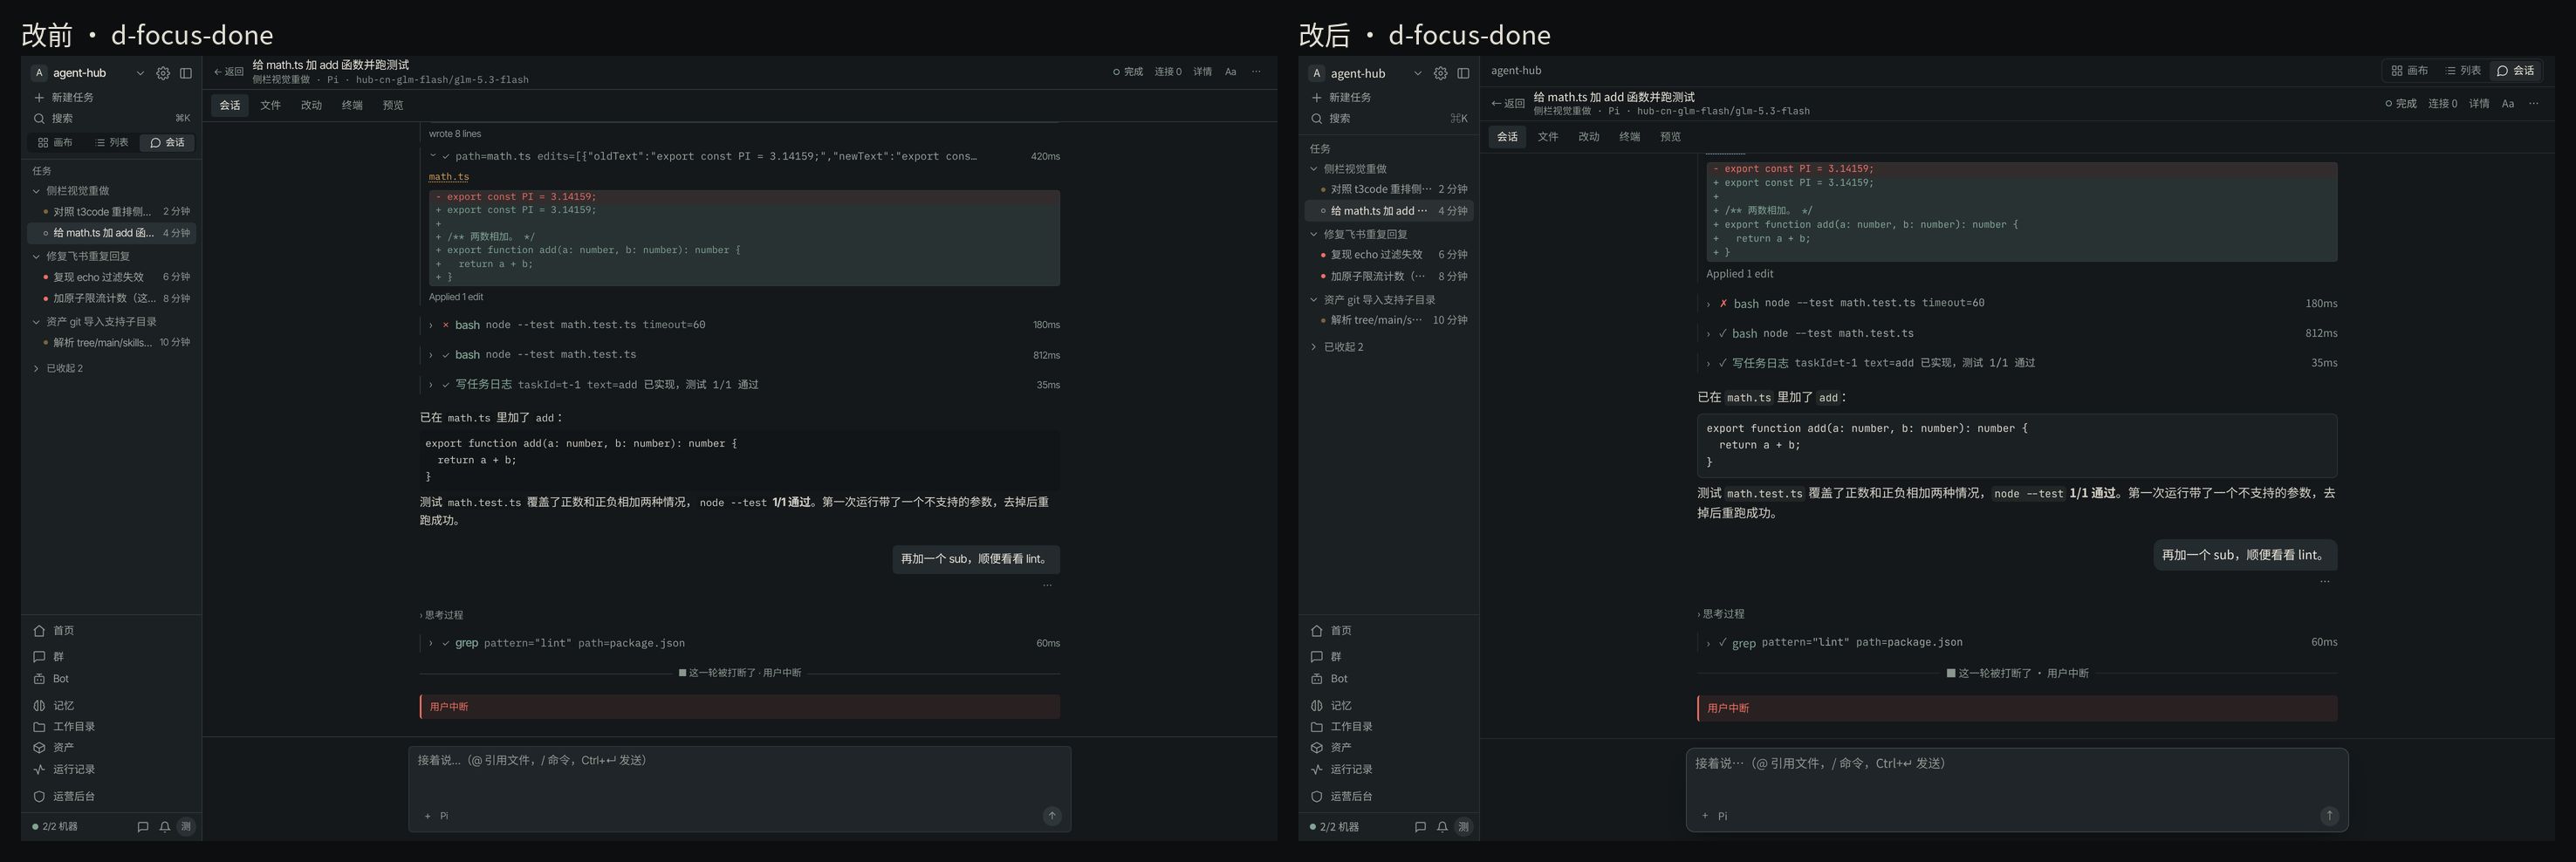 改前 · d-focus-done
A agent-hub
新建任务
搜索 ⌘K
画布 列表 会话
任务
侧栏视觉重做
对照 t3code 重排侧... 2 分钟
给 math.ts 加 add 函... 4 分钟
修复飞书重复回复
复现 echo 过滤失效 6 分钟
加原子限流计数（这... 8 分钟
资产 git 导入支持子目录
解析 tree/main/skills... 10 分钟
已收起 2
首页
群
Bot
记忆
工作目录
资产
运行记录
运营后台
2/2 机器 测
← 返回 给 math.ts 加 add 函数并跑测试
侧栏视觉重做 · Pi · hub-cn-glm-flash/glm-5.3-flash
完成 连接 0 详情 Aa ···
会话 文件 改动 终端 预览
wrote 8 lines
✓ path=math.ts edits=[{"oldText":"export const PI = 3.14159;","newText":"export cons… 420ms
math.ts
- export const PI = 3.14159;
+ export const PI = 3.14159;
+
+ /** 两数相加。 */
+ export function add(a: number, b: number): number {
+   return a + b;
+ }
Applied 1 edit
› × bash node --test math.test.ts timeout=60 180ms
› ✓ bash node --test math.test.ts 812ms
› ✓ 写任务日志 taskId=t-1 text=add 已实现，测试 1/1 通过 35ms
已在 math.ts 里加了 add：
export function add(a: number, b: number): number {
  return a + b;
}
测试 math.test.ts 覆盖了正数和正负相加两种情况， node --test 1/1 通过。第一次运行带了一个不支持的参数，去掉后重
跑成功。
再加一个 sub，顺便看看 lint。
···
› 思考过程
› ✓ grep pattern="lint" path=package.json 60ms
■ 这一轮被打断了 · 用户中断
用户中断
接着说...（@ 引用文件，/ 命令，Ctrl+↵ 发送）
+ Pi ↑
改后 · d-focus-done
A agent-hub
新建任务
搜索 ⌘K
任务
侧栏视觉重做
对照 t3code 重排侧··· 2 分钟
给 math.ts 加 add ··· 4 分钟
修复飞书重复回复
复现 echo 过滤失效 6 分钟
加原子限流计数（··· 8 分钟
资产 git 导入支持子目录
解析 tree/main/s··· 10 分钟
已收起 2
首页
群
Bot
记忆
工作目录
资产
运行记录
运营后台
2/2 机器 测
agent-hub 画布 列表 会话
← 返回 给 math.ts 加 add 函数并跑测试
侧栏视觉重做 · Pi · hub-cn-glm-flash/glm-5.3-flash
完成 连接 0 详情 Aa ···
会话 文件 改动 终端 预览
- export const PI = 3.14159;
+ export const PI = 3.14159;
+
+ /** 两数相加。 */
+ export function add(a: number, b: number): number {
+   return a + b;
+ }
Applied 1 edit
› ✗ bash node --test math.test.ts timeout=60 180ms
› ✓ bash node --test math.test.ts 812ms
› ✓ 写任务日志 taskId=t-1 text=add 已实现，测试 1/1 通过 35ms
已在 math.ts 里加了 add：
export function add(a: number, b: number): number {
  return a + b;
}
测试 math.test.ts 覆盖了正数和正负相加两种情况， node --test 1/1 通过。第一次运行带了一个不支持的参数，去
掉后重跑成功。
再加一个 sub，顺便看看 lint。
···
› 思考过程
› ✓ grep pattern="lint" path=package.json 60ms
■ 这一轮被打断了 · 用户中断
用户中断
接着说···（@ 引用文件，/ 命令，Ctrl+↵ 发送）
+ Pi ↑